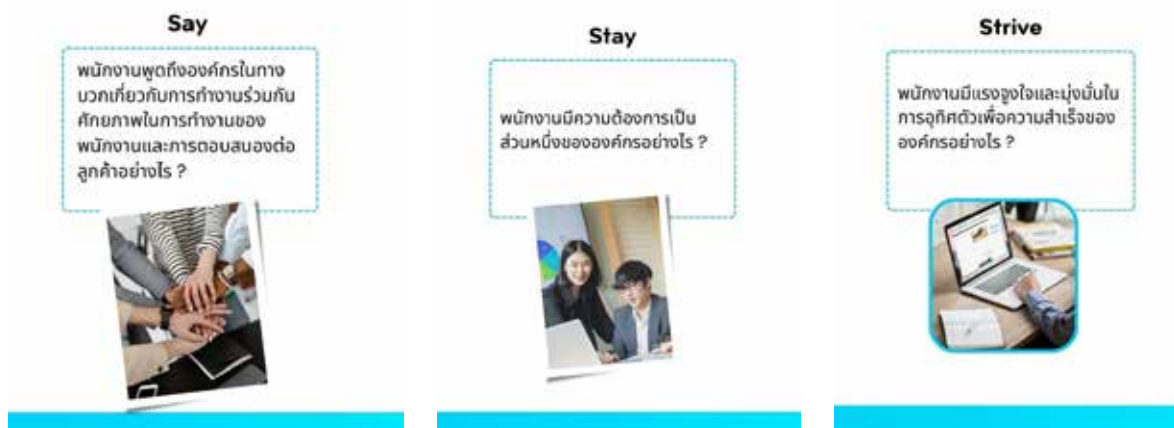 Say
พนักงานพูดถึงองค์กรในทาง
บวกเกี่ยวกับการทำงานร่วมกัน
ศักยภาพในการทำงานของ
พนักงานและการตอบสนองต่อ
ลูกค้าอย่างไร ?
Stay
พนักงานมีความต้องการเป็น
ส่วนหนึ่งขององค์กรอย่างไร ?
Strive
พนักงานมีแรงจูงใจและมุ่งมั่นใน
การอุทิศตัวเพื่อความสำเร็จของ
องค์กรอย่างไร ?